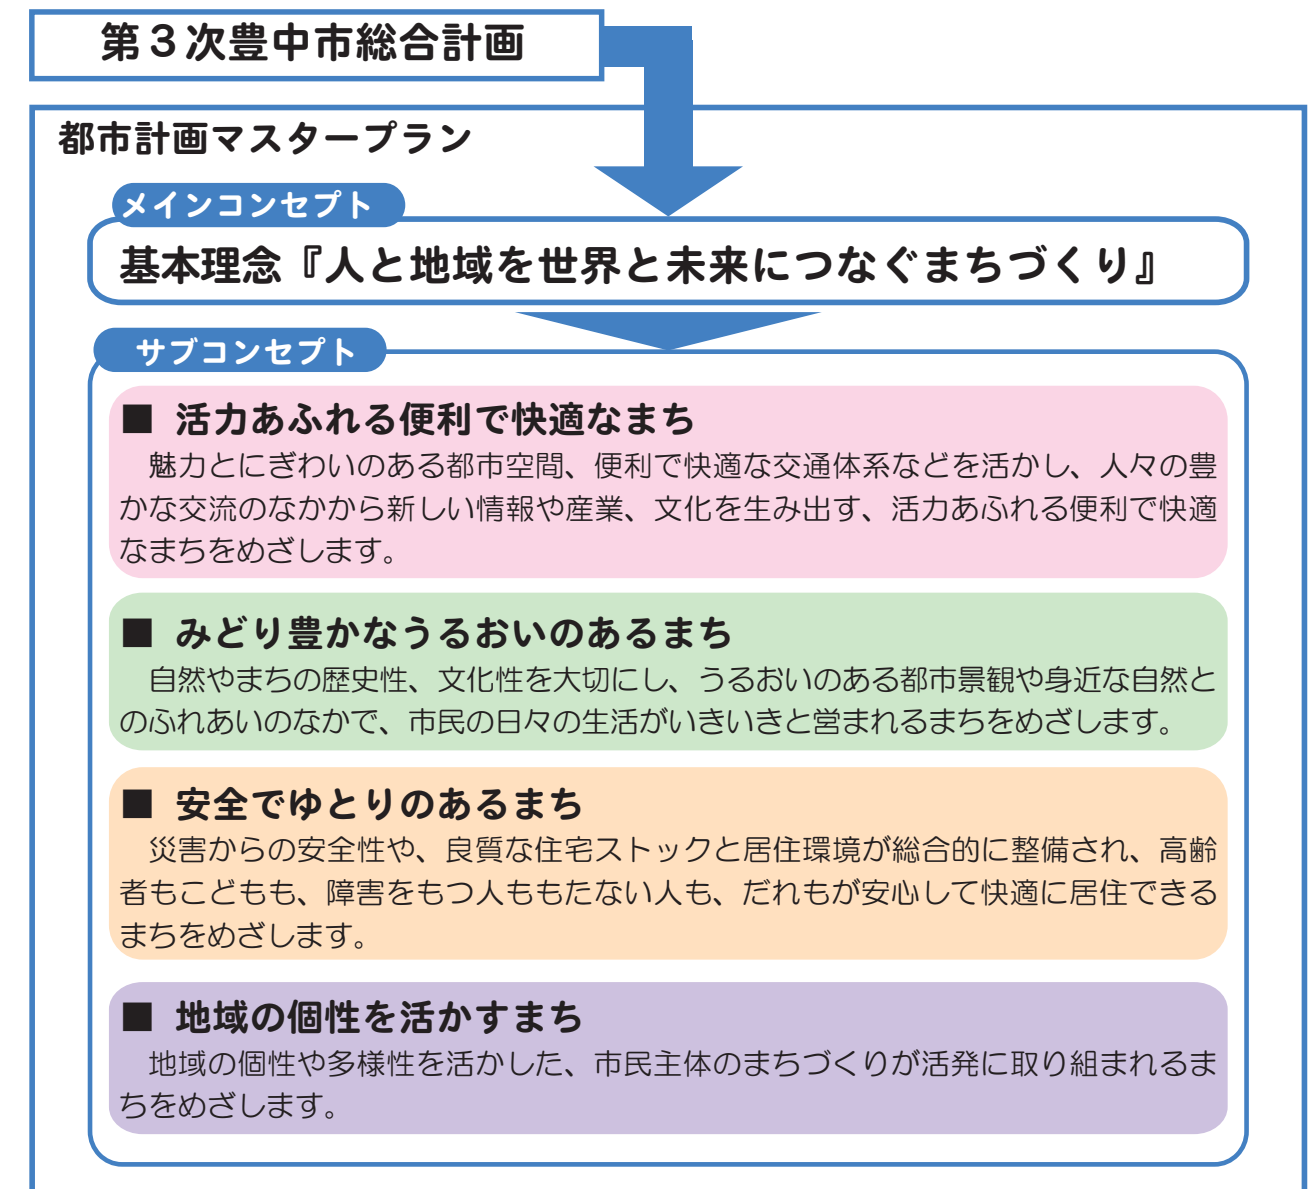 第3次豊中市総合計画
都市計画マスタープラン
メインコンセプト
基本理念『人と地域を世界と未来につなぐまちづくり』
サブコンセプト
■ 活力あふれる便利で快適なまち
魅力とにぎわいのある都市空間、便利で快適な交通体系などを活かし、人々の豊
かな交流のなかから新しい情報や産業、文化を生み出す、活力あふれる便利で快適
なまちをめざします。
■ みどり豊かなうるおいのあるまち
自然やまちの歴史性、文化性を大切にし、うるおいのある都市景観や身近な自然と
のふれあいのなかで、市民の日々の生活がいきいきと営まれるまちをめざします。
■ 安全でゆとりのあるまち
災害からの安全性や、良質な住宅ストックと居住環境が総合的に整備され、高齢
者もこどもも、障害をもつ人ももたない人も、だれもが安心して快適に居住できる
まちをめざします。
■ 地域の個性を活かすまち
地域の個性や多様性を活かした、市民主体のまちづくりが活発に取り組まれるま
ちをめざします。